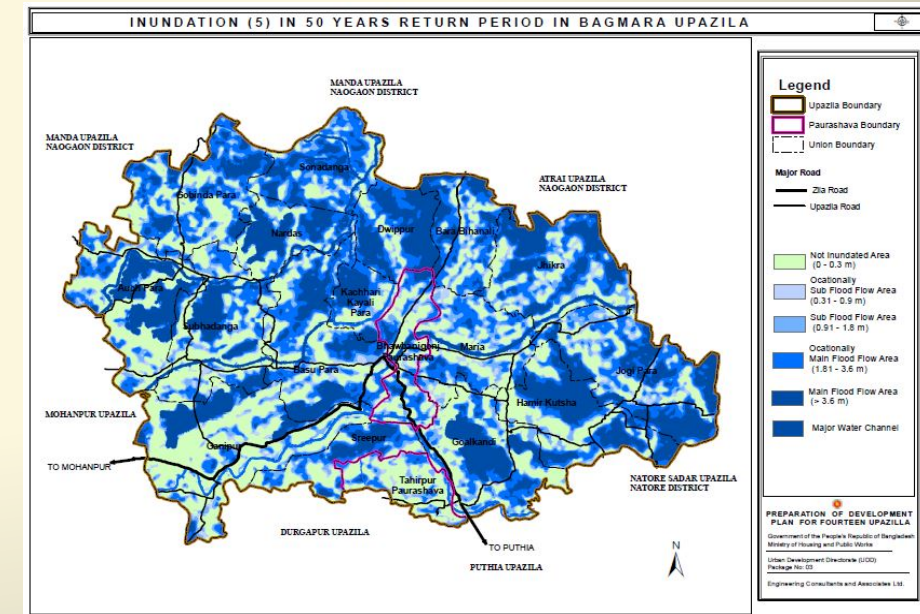 INUNDATION (5) IN 50 YEARS RETURN PERIOD IN BAGMARA UPAZILA
MANDA UPAZILA
NAOGAON DISTRICT
MANDA UPAZILA
NAOGAON DISTRICT
ATRAI UPAZILA
NAOGAON DISTRICT
Sonadanga
Gobinda Para
Nardas
Dwippur
Bara Bihanali
Jhikra
Auch Para
Kachhari
Kayali
Para
Subhadanga
Bhawhaniganj
Paurashava
Maria
Basu Para
Jogi Para
Hamir Kutsha
MOHANPUR UPAZILA
Ganipur
Sreepur
Goalkandi
TO MOHANPUR
Tahirpur
Paurashava
NATORE SADAR UPAZILA
NATORE DISTRICT
DURGAPUR UPAZILA
TO PUTHIA
PUTHIA UPAZILA
N
Legend
Upazila Boundary
Paurashava Boundary
Union Boundary
Major Road
Zila Road
Upazila Road
Not Inundated Area
(0 - 0.3 m)
Ocationally
Sub Flood Flow Area
(0.31 - 0.9 m)
Sub Flood Flow Area
(0.91 - 1.8 m)
Ocationally
Main Flood Flow Area
(1.81 - 3.6 m)
Main Flood Flow Area
(> 3.6 m)
Major Water Channel
PREPARATION OF DEVELOPMENT
PLAN FOR FOURTEEN UPAZILLA
Government of the People's Republic of Bangladesh
Ministry of Housing and Public Works
Urban Development Directorate (UDD)
Package No: 03
Engineering Consultants and Associates Ltd.